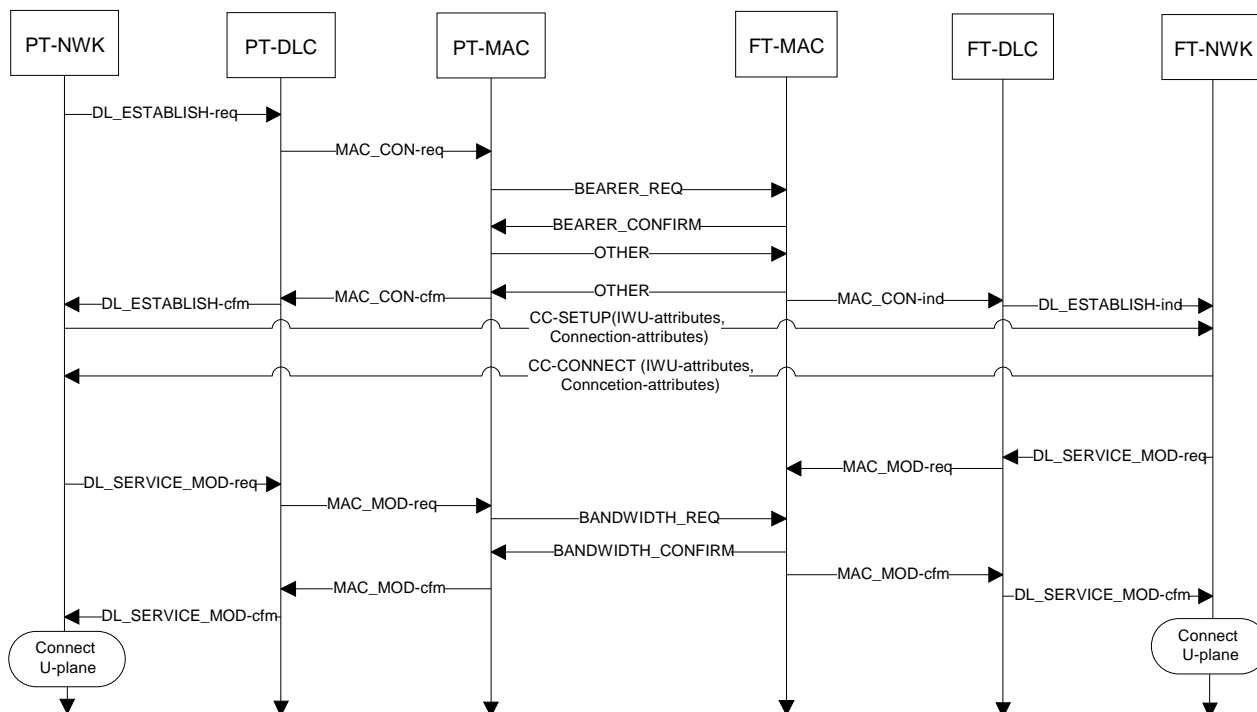 PT-NWK
PT-DLC
PT-MAC
FT-MAC
FT-DLC
FT-NWK
DL_ESTABLISH-req
MAC_CON-req
BEARER_REQ
BEARER_CONFIRM
OTHER
OTHER
MAC_CON-cfm
DL_ESTABLISH-cfm
MAC_CON-ind
DL_ESTABLISH-ind
CC-SETUP(IWU-attributes,
Connection-attributes)
CC-CONNECT (IWU-attributes,
Conncetion-attributes)
DL_SERVICE_MOD-req
MAC_MOD-req
DL_SERVICE_MOD-req
MAC_MOD-req
BANDWIDTH_REQ
BANDWIDTH_CONFIRM
MAC_MOD-cfm
MAC_MOD-cfm
DL_SERVICE_MOD-cfm
DL_SERVICE_MOD-cfm
Connect
U-plane
Connect
U-plane